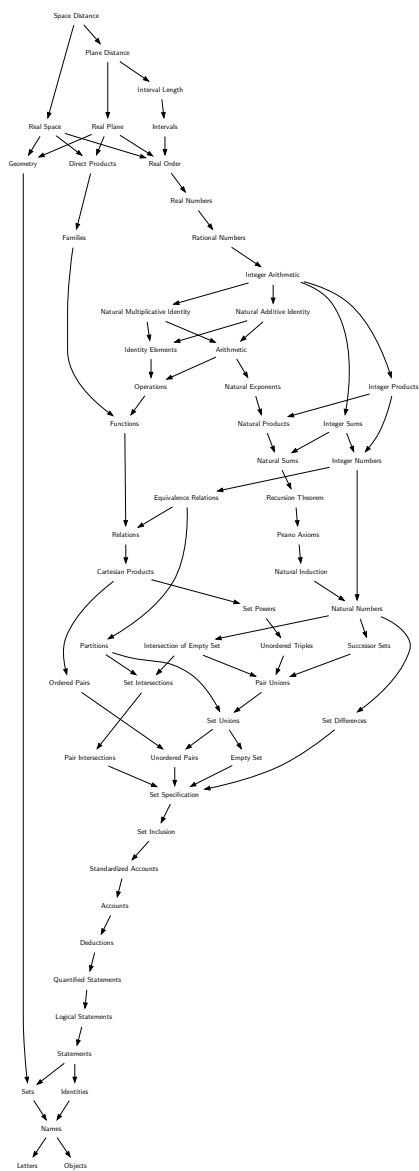 Space Distance
Plane Distance
Interval Length
Real Space
Real Plane
Intervals
Geometry
Direct Products
Real Order
Real Numbers
Families
Rational Numbers
Integer Arithmetic
Natural Multiplicative Identity
Natural Additive Identity
Identity Elements
Arithmetic
Operations
Natural Exponents
Integer Products
Functions
Natural Products
Integer Sums
Natural Sums
Integer Numbers
Equivalence Relations
Recursion Theorem
Relations
Peano Axioms
Cartesian Products
Natural Induction
Set Powers
Natural Numbers
Partitions
Intersection of Empty Set
Unordered Triples
Successor Sets
Ordered Pairs
Set Intersections
Pair Unions
Set Unions
Set Differences
Pair Intersections
Unordered Pairs
Empty Set
Set Specification
Set Inclusion
Standardized Accounts
Accounts
Deductions
Quantified Statements
Logical Statements
Statements
Sets
Identities
Names
Letters
Objects